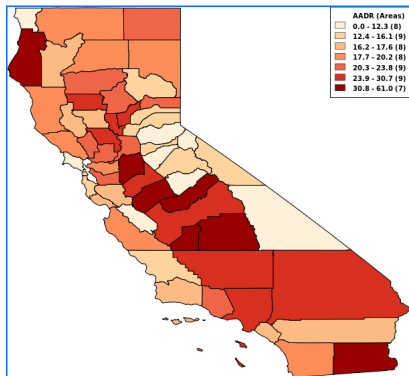 AADR (Areas)
0.0 - 12.3 (8)
12.4 - 16.1 (9)
16.2 - 17.6 (7)
17.7 - 20.2 (8)
20.3 - 23.8 (9)
23.9 - 30.7 (9)
30.8 - 61.0 (7)